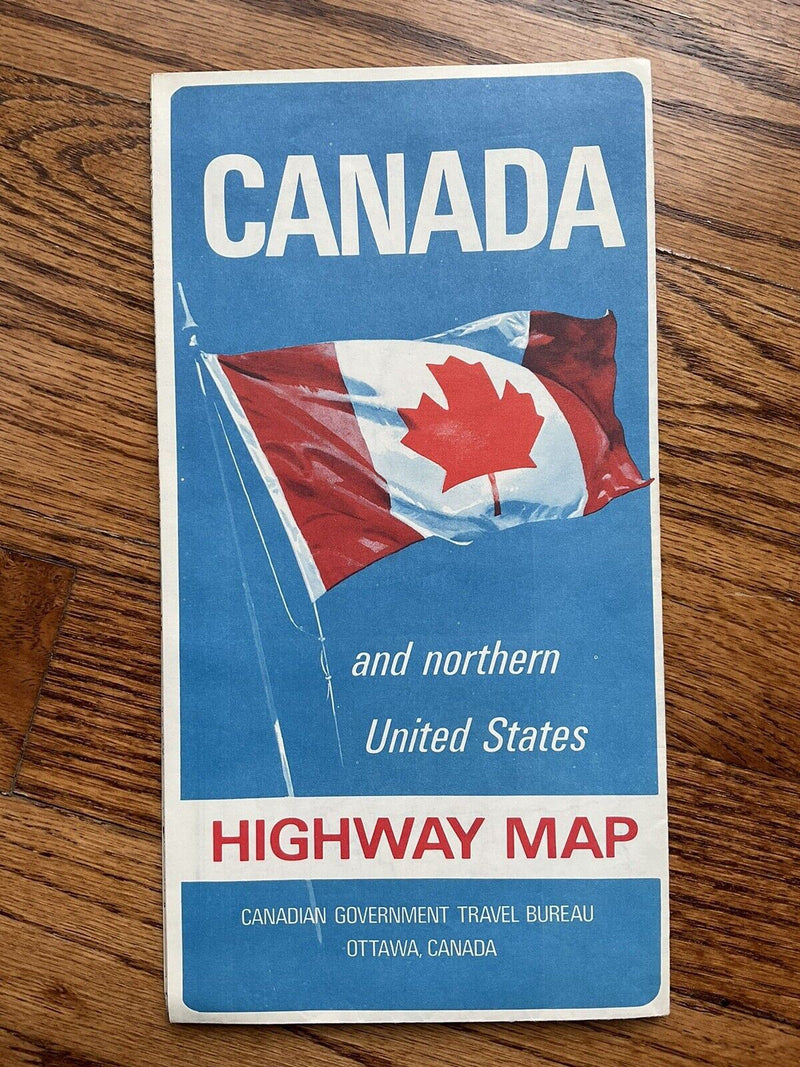 CANADA
and northern
United States
HIGHWAY MAP
CANADIAN GOVERNMENT TRAVEL BUREAU
OTTAWA, CANADA